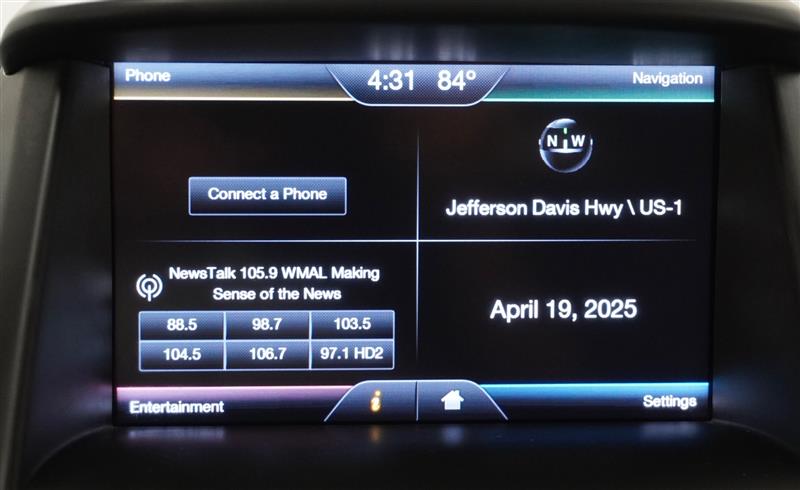 Phone
4:31 84°
Navigation
N W
Connect a Phone
Jefferson Davis Hwy \ US-1
NewsTalk 105.9 WMAL Making
Sense of the News
88.5 98.7 103.5
104.5 106.7 97.1 HD2
April 19, 2025
Entertainment
i
Settings